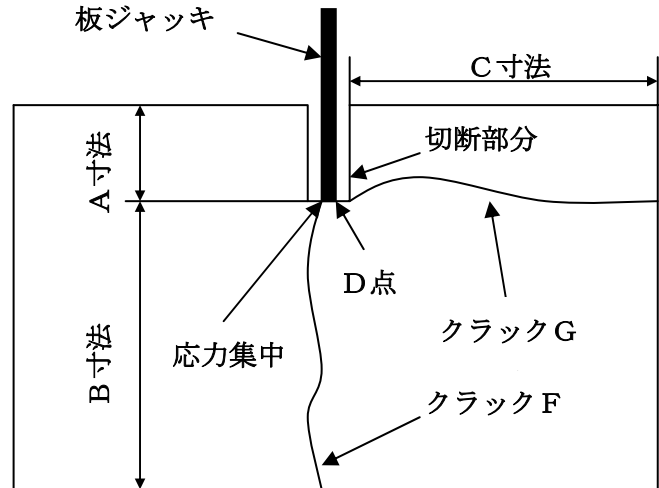 板ジャッキ
C寸法
切断部分
A寸法
D点
応力集中
クラックG
B寸法
クラックF